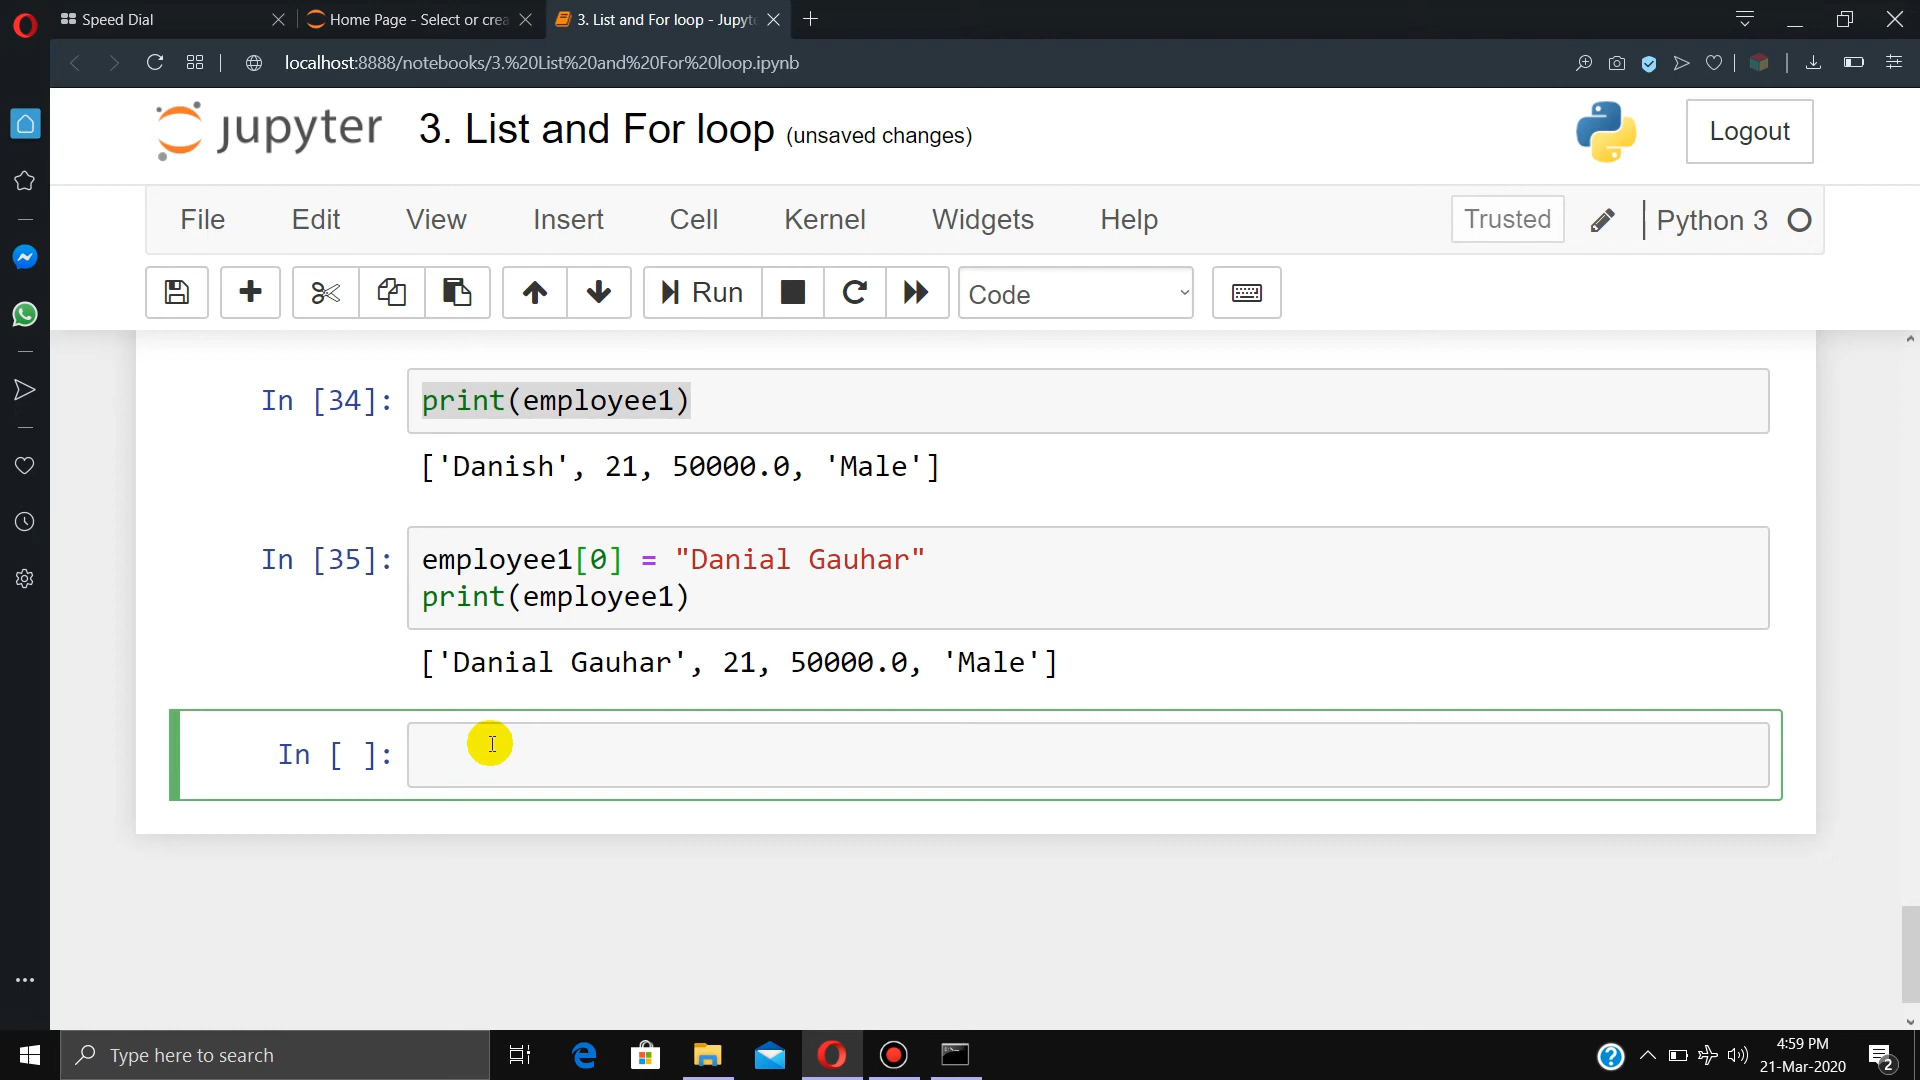 Speed Dial
Home Page - Select or crea
3. List and For loop - Jupyt
localhost:8888/notebooks/3.%20List%20and%20For%20loop.ipynb
jupyter 3. List and For loop (unsaved changes)
Logout
File Edit View Insert Cell Kernel Widgets Help
Trusted
Python 3
Run
Code
In [34]: print(employee1)
['Danish', 21, 50000.0, 'Male']
In [35]: employee1[0] = "Danial Gauhar"
print(employee1)
['Danial Gauhar', 21, 50000.0, 'Male']
In [ ]:
Type here to search
4:59 PM
21-Mar-2020
2